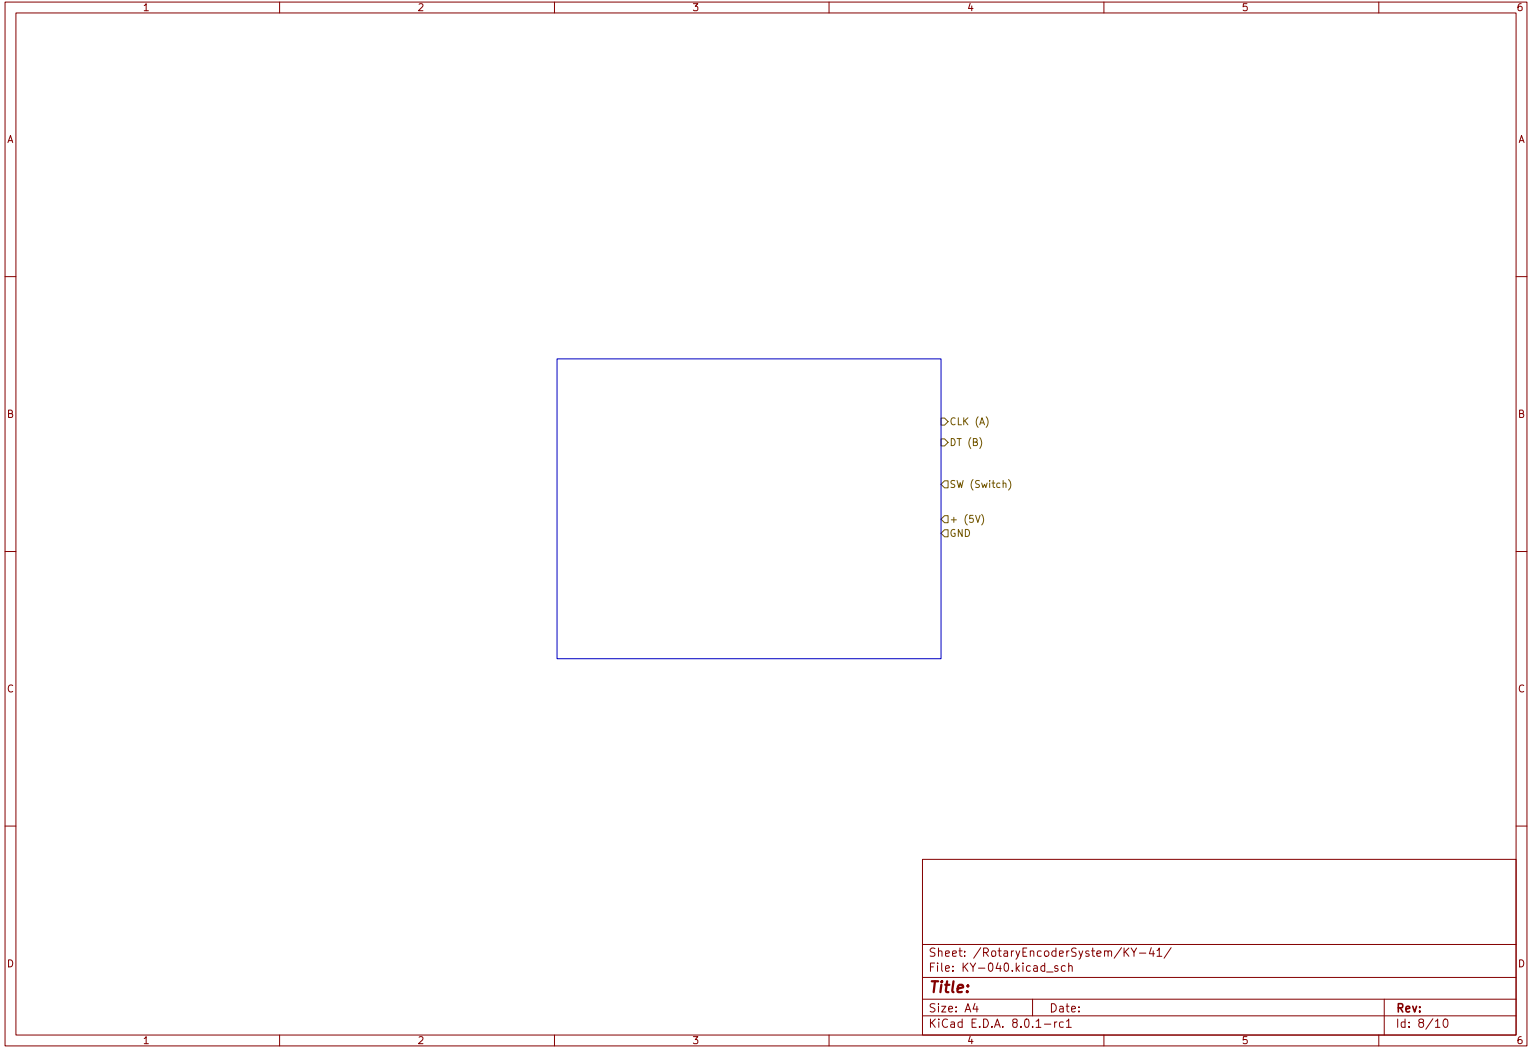 1 2 3 4 5 6
A A
B B
CLK (A)
DT (B)
SW (Switch)
+ (5V)
GND
C C
Sheet: /RotaryEncoderSystem/KY-41/
File: KY-040.kicad_sch
D D
Title:
Size: A4 Date: Rev:
KiCad E.D.A. 8.0.1-rc1 Id: 8/10
1 2 3 4 5 6